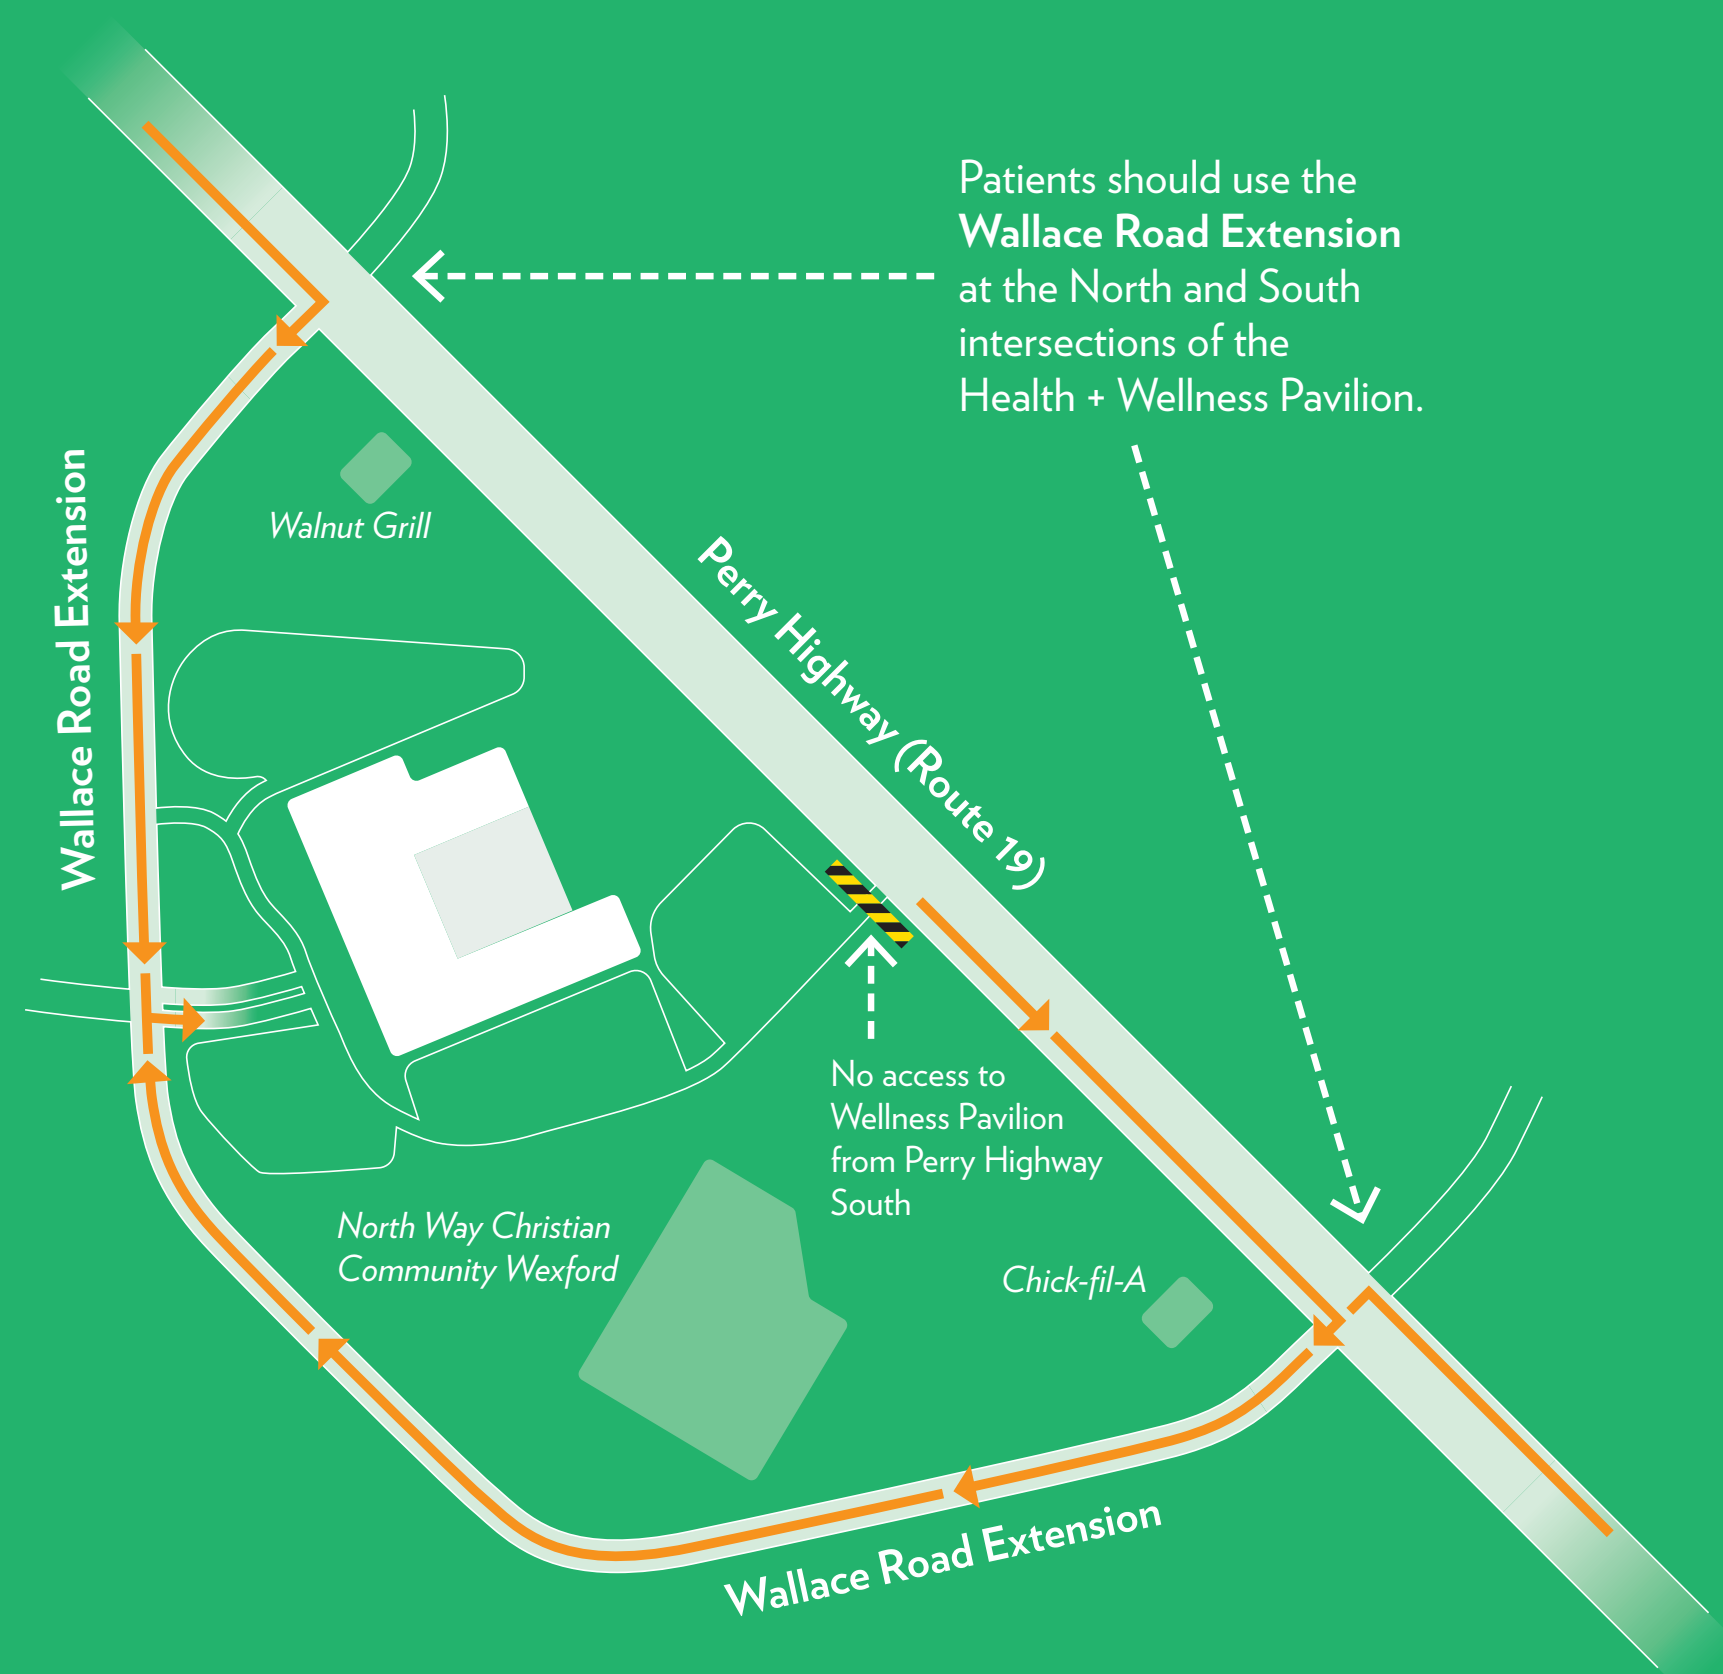 Patients should use the
Wallace Road Extension
at the North and South
intersections of the
Health + Wellness Pavilion.
Wallace Road Extension
Walnut Grill
Perry Highway (Route 19)
No access to
Wellness Pavilion
from Perry Highway
South
North Way Christian
Community Wexford
Chick-fil-A
Wallace Road Extension